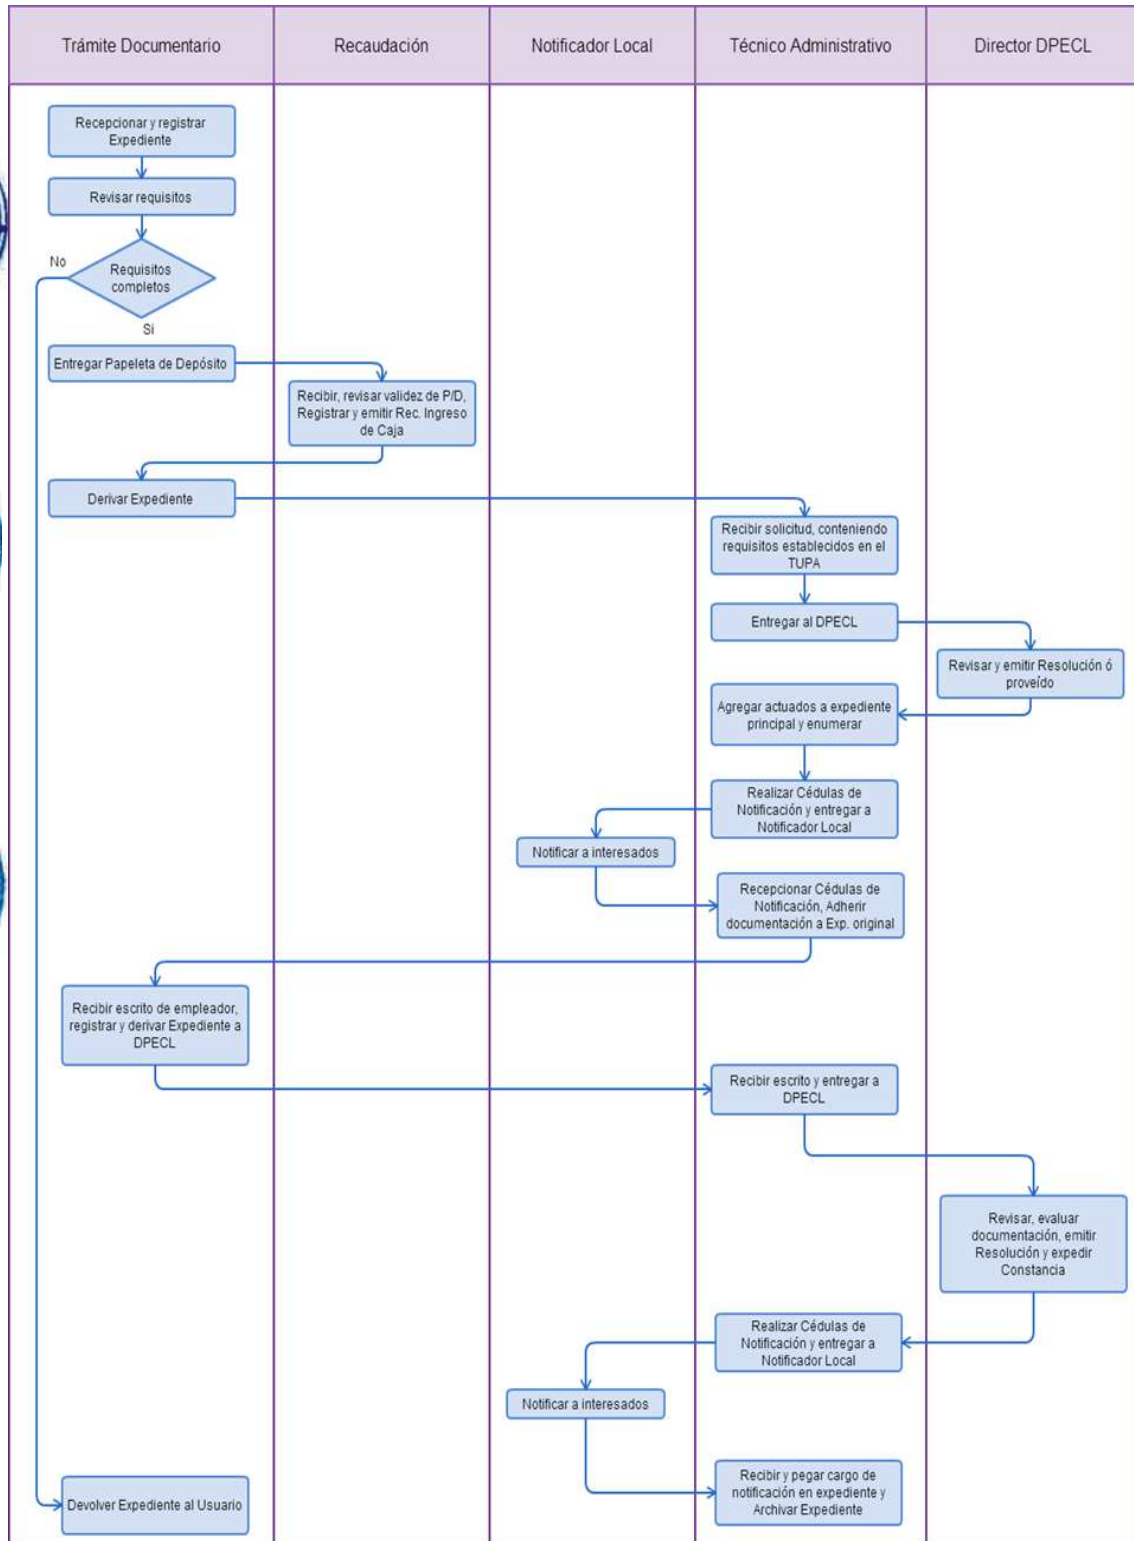 Trámite Documentario
Recaudación
Notificador Local
Técnico Administrativo
Director DPECL
Recepcionar y registrar
Expediente
Revisar requisitos
No
Requisitos
completos
Si
Entregar Papeleta de Depósito
Recibir, revisar validez de P/D,
Registrar y emitir Rec. Ingreso
de Caja
Derivar Expediente
Recibir solicitud, conteniendo
requisitos establecidos en el
TUPA
Entregar al DPECL
Revisar y emitir Resolución ó
proveído
Agregar actuados a expediente
principal y enumerar
Realizar Cédulas de
Notificación y entregar a
Notificador Local
Notificar a interesados
Recepcionar Cédulas de
Notificación, Adherir
documentación a Exp. original
Recibir escrito de empleador,
registrar y derivar Expediente a
DPECL
Recibir escrito y entregar a
DPECL
Revisar, evaluar
documentación, emitir
Resolución y expedir
Constancia
Realizar Cédulas de
Notificación y entregar a
Notificador Local
Notificar a interesados
Recibir y pegar cargo de
notificación en expediente y
Archivar Expediente
Devolver Expediente al Usuario